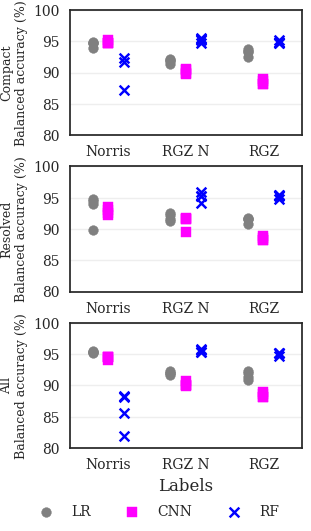 Compact
Balanced accuracy (%)
100
95
90
85
80
Norris RGZ N RGZ
Resolved
Balanced accuracy (%)
100
95
90
85
80
Norris RGZ N RGZ
All
Balanced accuracy (%)
100
95
90
85
80
Norris RGZ N RGZ
Labels
LR CNN RF